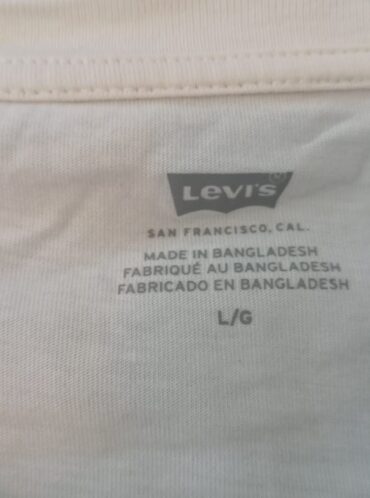 Levi's
SAN FRANCISCO, CAL.
MADE IN BANGLADESH
FABRIQUÉ AU BANGLADESH
FABRICADO EN BANGLADESH
L/G